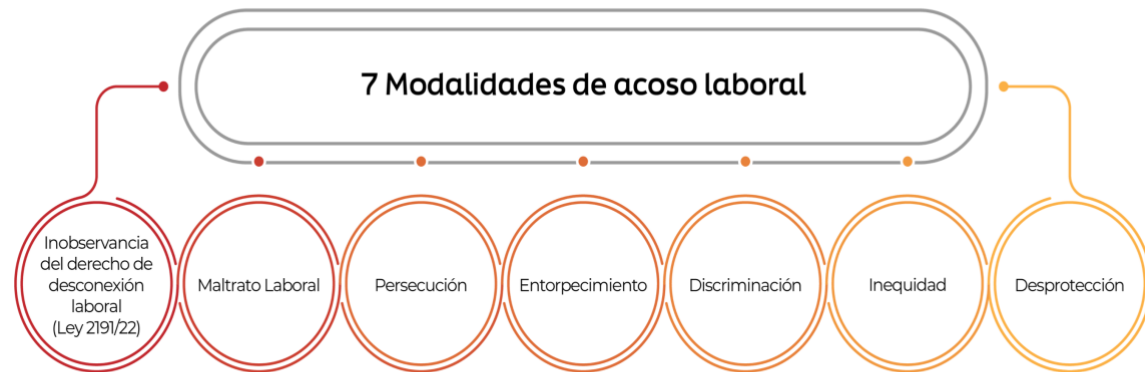 7 Modalidades de acoso laboral
Inobservancia
del derecho de
desconexión
laboral
(Ley 2191/22)
Maltrato Laboral
Persecución
Entorpecimiento
Discriminación
Inequidad
Desprotección